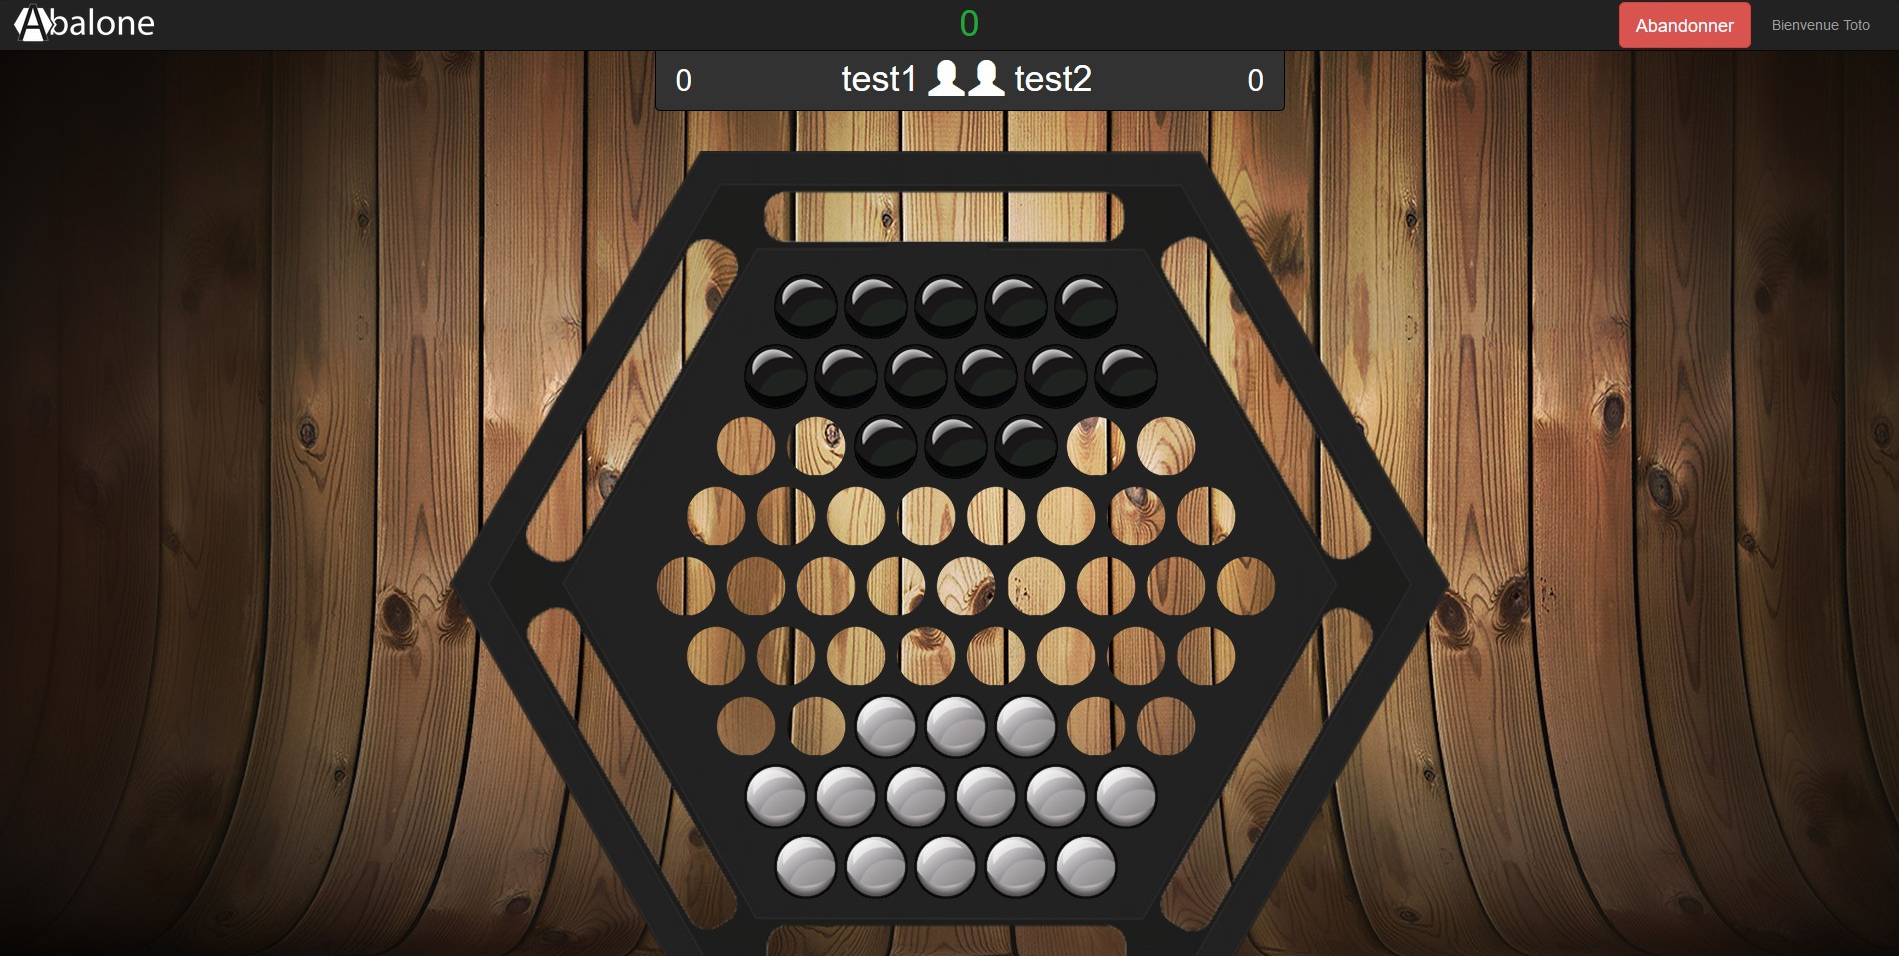 Abalone
0
Abandonner
Bienvenue Toto
0 test1 test2 0